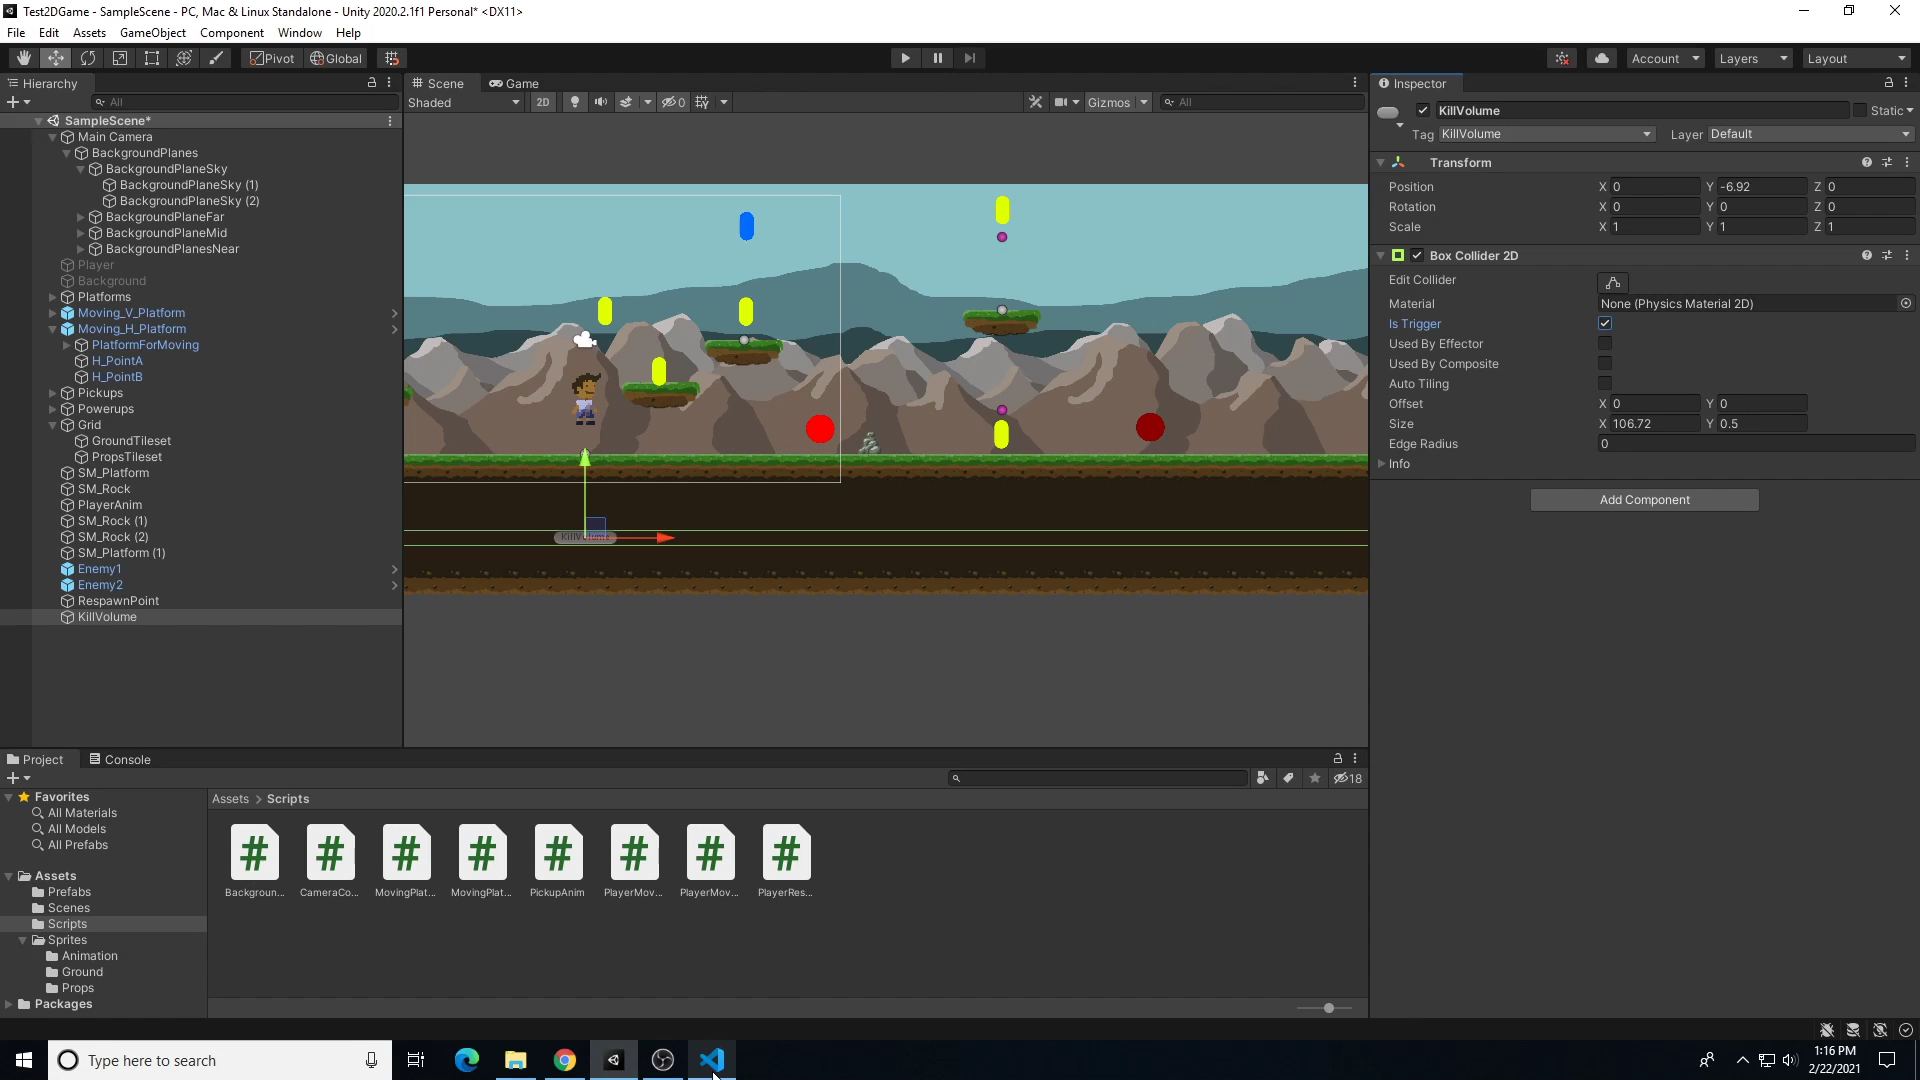 Test2DGame - SampleScene - PC, Mac & Linux Standalone - Unity 2020.2.1f1 Personal* <DX11>
File Edit Assets GameObject Component Window Help
Pivot Global Account Layers Layout
Hierarchy
All
SampleScene*
Main Camera
BackgroundPlanes
BackgroundPlaneSky
BackgroundPlaneSky (1)
BackgroundPlaneSky (2)
BackgroundPlaneFar
BackgroundPlaneMid
BackgroundPlanesNear
Player
Background
Platforms
Moving_V_Platform
Moving_H_Platform
PlatformForMoving
H_PointA
H_PointB
Pickups
Powerups
Grid
GroundTileset
PropsTileset
SM_Platform
SM_Rock
PlayerAnim
SM_Rock (1)
SM_Rock (2)
SM_Platform (1)
Enemy1
Enemy2
RespawnPoint
KillVolume
Scene Game
Shaded 2D 0 Gizmos All
KillVolume
Inspector
KillVolume Static
Tag KillVolume Layer Default
Transform
Position X 0 Y -6.92 Z 0
Rotation X 0 Y 0 Z 0
Scale X 1 Y 1 Z 1
Box Collider 2D
Edit Collider
Material None (Physics Material 2D)
Is Trigger
Used By Effector
Used By Composite
Auto Tiling
Offset X 0 Y 0
Size X 106.72 Y 0.5
Edge Radius 0
Info
Add Component
Project Console
18
Favorites
All Materials
All Models
All Prefabs
Assets
Prefabs
Scenes
Scripts
Sprites
Animation
Ground
Props
Packages
Assets > Scripts
Backgroun... CameraCo... MovingPlat... MovingPlat... PickupAnim PlayerMov... PlayerMov... PlayerRes...
Type here to search
1:16 PM
2/22/2021